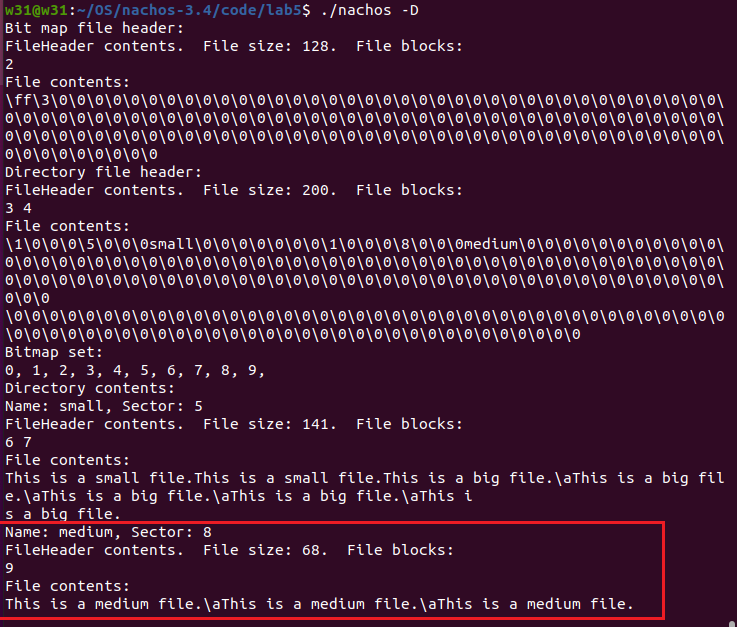 w31@w31:~/OS/nachos-3.4/code/lab5$ ./nachos -D
Bit map file header:
FileHeader contents.  File size: 128.  File blocks:
2
File contents:
\ff\3\0\0\0\0\0\0\0\0\0\0\0\0\0\0\0\0\0\0\0\0\0\0\0\0\0\0\0\0\0\0\0\0\0\0\0\0\0\
0\0\0\0\0\0\0\0\0\0\0\0\0\0\0\0\0\0\0\0\0\0\0\0\0\0\0\0\0\0\0\0\0\0\0\0\0\0\0\0\
0\0\0\0\0\0\0\0\0\0\0\0\0\0\0\0\0\0\0\0\0\0\0\0\0\0\0\0\0\0\0\0\0\0\0\0\0\0\0\0\
0\0\0\0\0\0\0\0\0
Directory file header:
FileHeader contents.  File size: 200.  File blocks:
3 4
File contents:
\1\0\0\0\5\0\0\0small\0\0\0\0\0\0\0\1\0\0\0\8\0\0\0medium\0\0\0\0\0\0\0\0\0\0\0\
0\0\0\0\0\0\0\0\0\0\0\0\0\0\0\0\0\0\0\0\0\0\0\0\0\0\0\0\0\0\0\0\0\0\0\0\0\0\0\0\
0\0\0\0\0\0\0\0\0\0\0\0\0\0\0\0\0\0\0\0\0\0\0\0\0\0\0\0\0\0\0\0\0\0\0\0\0\0\0\0\
0\0\0
\0\0\0\0\0\0\0\0\0\0\0\0\0\0\0\0\0\0\0\0\0\0\0\0\0\0\0\0\0\0\0\0\0\0\0\0\0\0\0\0
\0\0\0\0\0\0\0\0\0\0\0\0\0\0\0\0\0\0\0\0\0\0\0\0\0\0\0\0\0\0\0\0
Bitmap set:
0, 1, 2, 3, 4, 5, 6, 7, 8, 9,
Directory contents:
Name: small, Sector: 5
FileHeader contents.  File size: 141.  File blocks:
6 7
File contents:
This is a small file.This is a small file.This is a big file.\aThis is a big fil
e.\aThis is a big file.\aThis is a big file.\aThis i
s a big file.
Name: medium, Sector: 8
FileHeader contents.  File size: 68.  File blocks:
9
File contents:
This is a medium file.\aThis is a medium file.\aThis is a medium file.